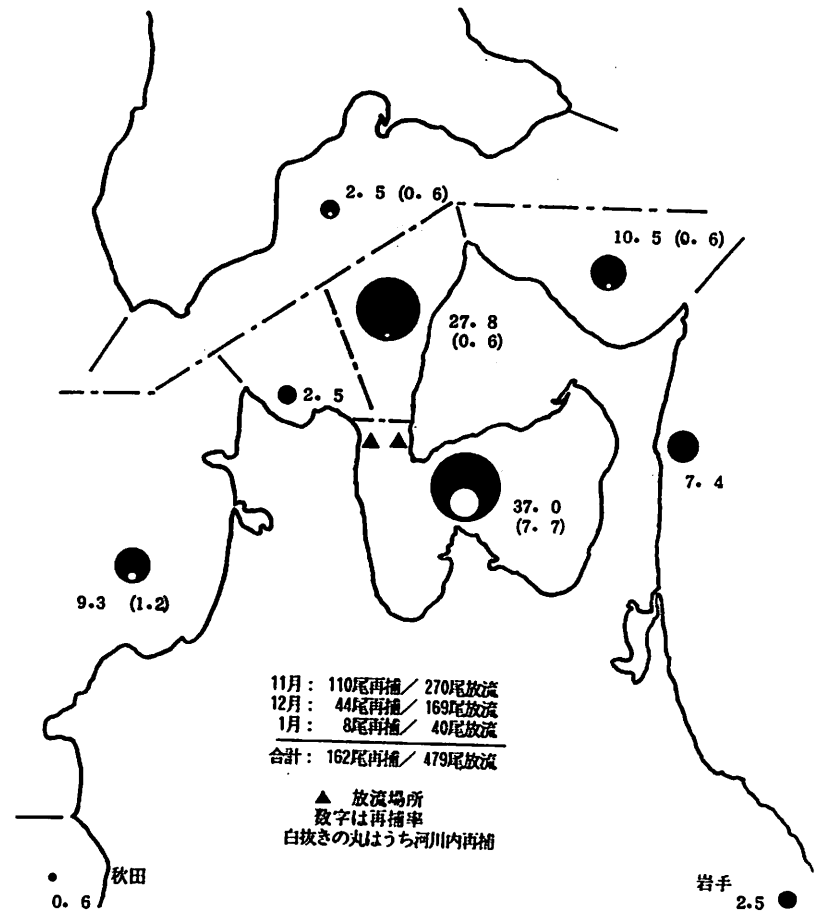 2. 5 (0. 6)
10. 5 (0. 6)
27. 8
(0. 6)
2. 5
7. 4
37. 0
(7. 7)
9.3 (1.2)
11月: 110尾再捕/270尾放流
12月: 44尾再捕/169尾放流
1月: 8尾再捕/40尾放流
合計: 162尾再捕/479尾放流
▲ 放流場所
数字は再捕率
白抜きの丸はうち河川内再捕
秋田
0. 6
岩手
2.5